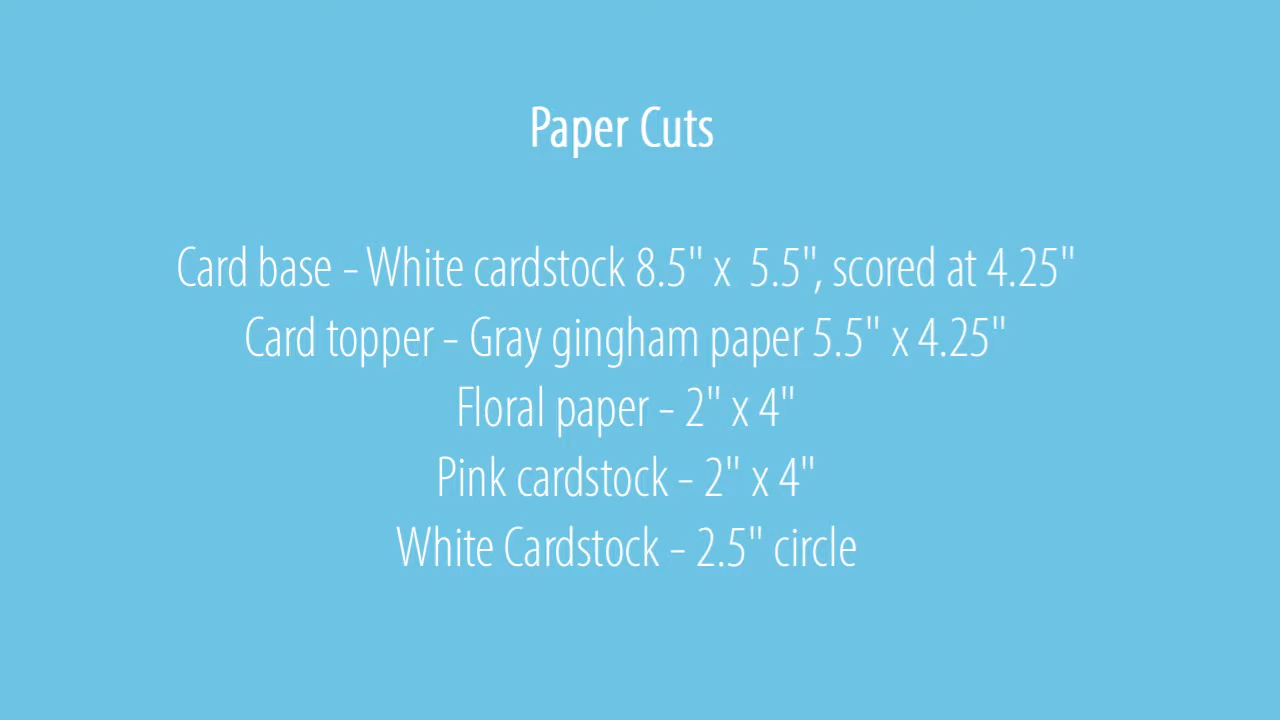 Paper Cuts
Card base - White cardstock 8.5" x 5.5", scored at 4.25"
Card topper - Gray gingham paper 5.5" x 4.25"
Floral paper - 2" x 4"
Pink cardstock - 2" x 4"
White Cardstock - 2.5" circle